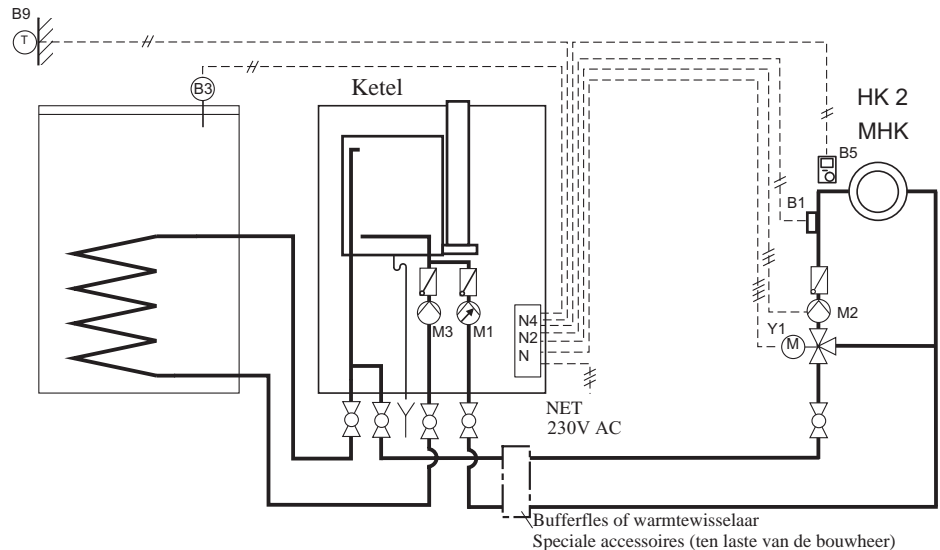 B9
T
B3
Ketel
HK 2
MHK
B5
B1
N4
N2
N
M3
M1
M2
Y1
M
NET
230V AC
Bufferfles of warmtewisselaar
Speciale accessoires (ten laste van de bouwheer)